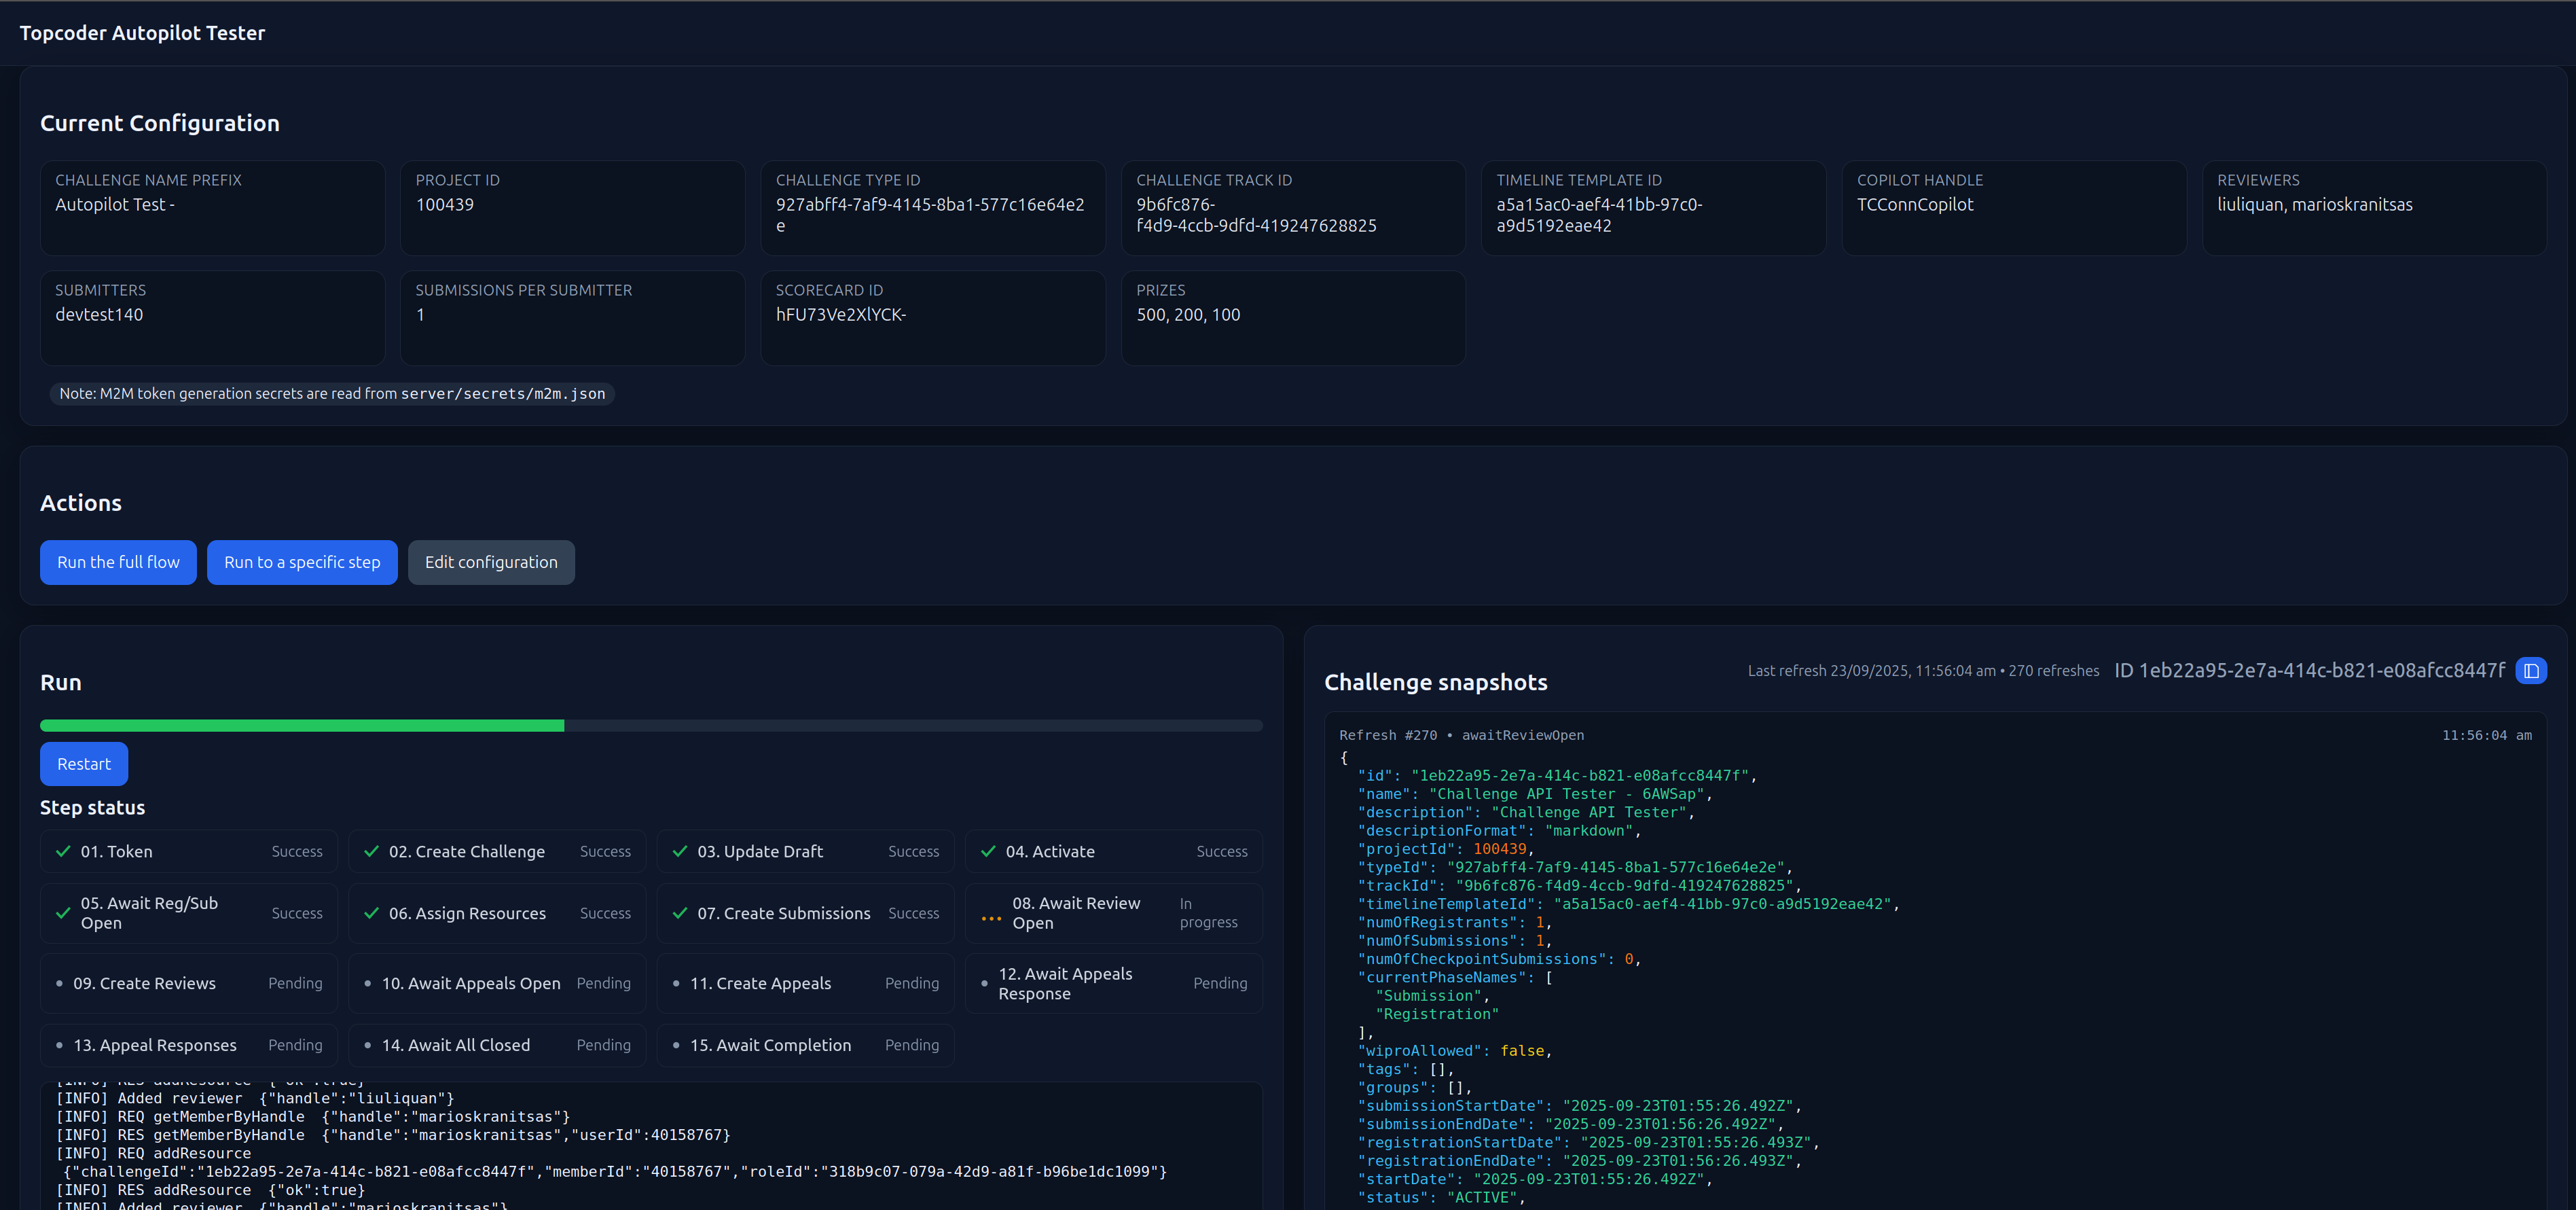 Topcoder Autopilot Tester
Current Configuration
CHALLENGE NAME PREFIX
Autopilot Test -
PROJECT ID
100439
CHALLENGE TYPE ID
927abff4-7af9-4145-8ba1-577c16e64e2
e
CHALLENGE TRACK ID
9b6fc876-
f4d9-4ccb-9dfd-419247628825
TIMELINE TEMPLATE ID
a5a15ac0-aef4-41bb-97c0-
a9d5192eae42
COPILOT HANDLE
TCConnCopilot
REVIEWERS
liuliquan, marioskranitsas
SUBMITTERS
devtest140
SUBMISSIONS PER SUBMITTER
1
SCORECARD ID
hFU73Ve2XlYCK-
PRIZES
500, 200, 100
Note: M2M token generation secrets are read from server/secrets/m2m.json
Actions
Run the full flow
Run to a specific step
Edit configuration
Run
Restart
Step status
01. Token Success
02. Create Challenge Success
03. Update Draft Success
04. Activate Success
05. Await Reg/Sub
Open
Success
06. Assign Resources Success
07. Create Submissions Success
08. Await Review
Open
In
progress
09. Create Reviews Pending
10. Await Appeals Open Pending
11. Create Appeals Pending
12. Await Appeals
Response
Pending
13. Appeal Responses Pending
14. Await All Closed Pending
15. Await Completion Pending
[INFO] RES addResource {"ok":true}
[INFO] Added reviewer {"handle":"liuliquan"}
[INFO] REQ getMemberByHandle {"handle":"marioskranitsas"}
[INFO] RES getMemberByHandle {"handle":"marioskranitsas","userId":40158767}
[INFO] REQ addResource
{"challengeId":"1eb22a95-2e7a-414c-b821-e08afcc8447f","memberId":"40158767","roleId":"318b9c07-079a-42d9-a81f-b96be1dc1099"}
[INFO] RES addResource {"ok":true}
[INFO] Added reviewer {"handle":"marioskranitsas"}
Challenge snapshots
Last refresh 23/09/2025, 11:56:04 am • 270 refreshes
ID 1eb22a95-2e7a-414c-b821-e08afcc8447f
Refresh #270 • awaitReviewOpen
11:56:04 am
{
"id": "1eb22a95-2e7a-414c-b821-e08afcc8447f",
"name": "Challenge API Tester - 6AWSap",
"description": "Challenge API Tester",
"descriptionFormat": "markdown",
"projectId": 100439,
"typeId": "927abff4-7af9-4145-8ba1-577c16e64e2e",
"trackId": "9b6fc876-f4d9-4ccb-9dfd-419247628825",
"timelineTemplateId": "a5a15ac0-aef4-41bb-97c0-a9d5192eae42",
"numOfRegistrants": 1,
"numOfSubmissions": 1,
"numOfCheckpointSubmissions": 0,
"currentPhaseNames": [
"Submission",
"Registration"
],
"wiproAllowed": false,
"tags": [],
"groups": [],
"submissionStartDate": "2025-09-23T01:55:26.492Z",
"submissionEndDate": "2025-09-23T01:56:26.492Z",
"registrationStartDate": "2025-09-23T01:55:26.493Z",
"registrationEndDate": "2025-09-23T01:56:26.493Z",
"startDate": "2025-09-23T01:55:26.492Z",
"status": "ACTIVE",